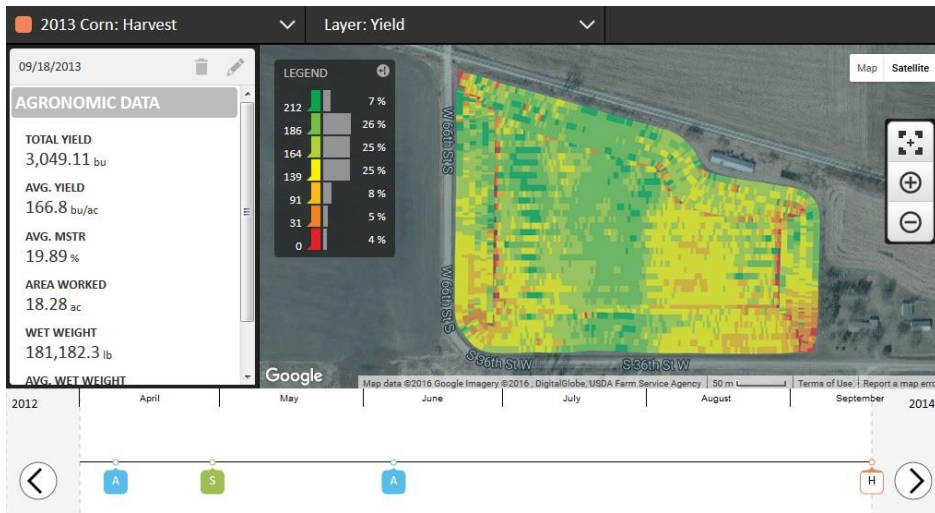 2013 Corn: Harvest
Layer: Yield
09/18/2013
AGRONOMIC DATA
TOTAL YIELD
3,049.11 bu
AVG. YIELD
166.8 bu/ac
AVG. MSTR
19.89 %
AREA WORKED
18.28 ac
WET WEIGHT
181,182.3 lb
AVG. WET WEIGHT
LEGEND
212 7 %
186 26 %
164 25 %
139 25 %
91 8 %
31 5 %
0 4 %
Map Satellite
W 66th St S
W 66th St S
S 36th St W
S 36th St W
Google
Map data ©2016 Google Imagery ©2016 , DigitalGlobe, USDA Farm Service Agency
50 m
Terms of Use
Report a map erro
2012
April
May
June
July
August
September
2014
A
S
A
H